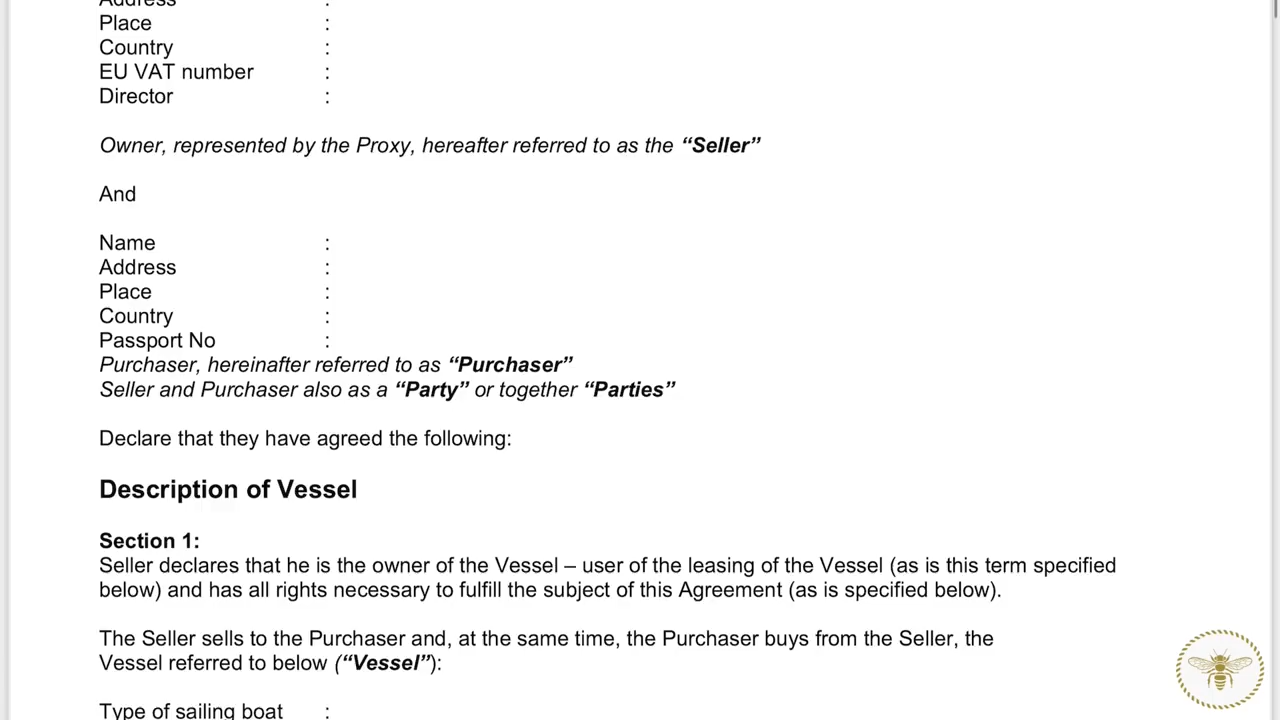 Address :
Place :
Country :
EU VAT number :
Director :
Owner, represented by the Proxy, hereafter referred to as the “Seller”
And
Name :
Address :
Place :
Country :
Passport No :
Purchaser, hereinafter referred to as “Purchaser”
Seller and Purchaser also as a “Party” or together “Parties”
Declare that they have agreed the following:
Description of Vessel
Section 1:
Seller declares that he is the owner of the Vessel – user of the leasing of the Vessel (as is this term specified
below) and has all rights necessary to fulfill the subject of this Agreement (as is specified below).
The Seller sells to the Purchaser and, at the same time, the Purchaser buys from the Seller, the
Vessel referred to below (“Vessel”):
Type of sailing boat :